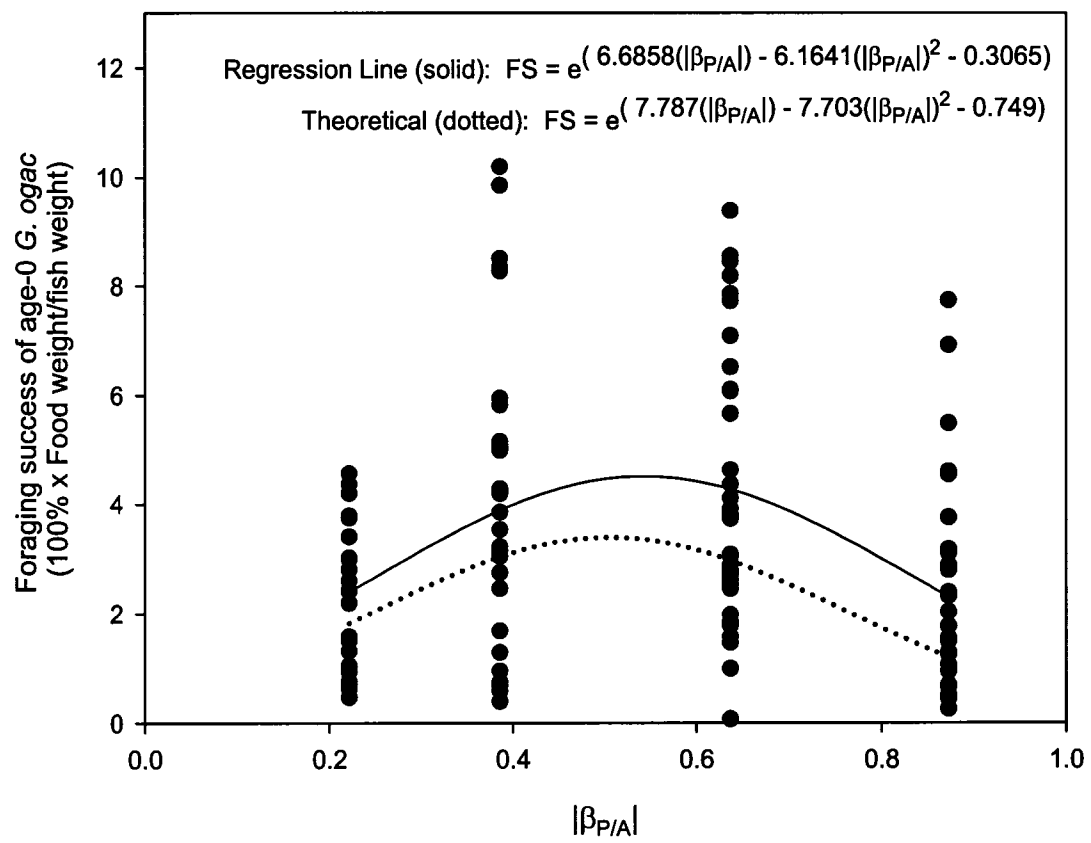 Regression Line (solid): FS = e( 6.6858(|βP/A|) - 6.1641(|βP/A|)2 - 0.3065)
Theoretical (dotted): FS = e( 7.787(|βP/A|) - 7.703(|βP/A|)2 - 0.749)
Foraging success of age-0 G. ogac
(100% x Food weight/fish weight)
12
10
8
6
4
2
0
0.0 0.2 0.4 0.6 0.8 1.0
|βP/A|